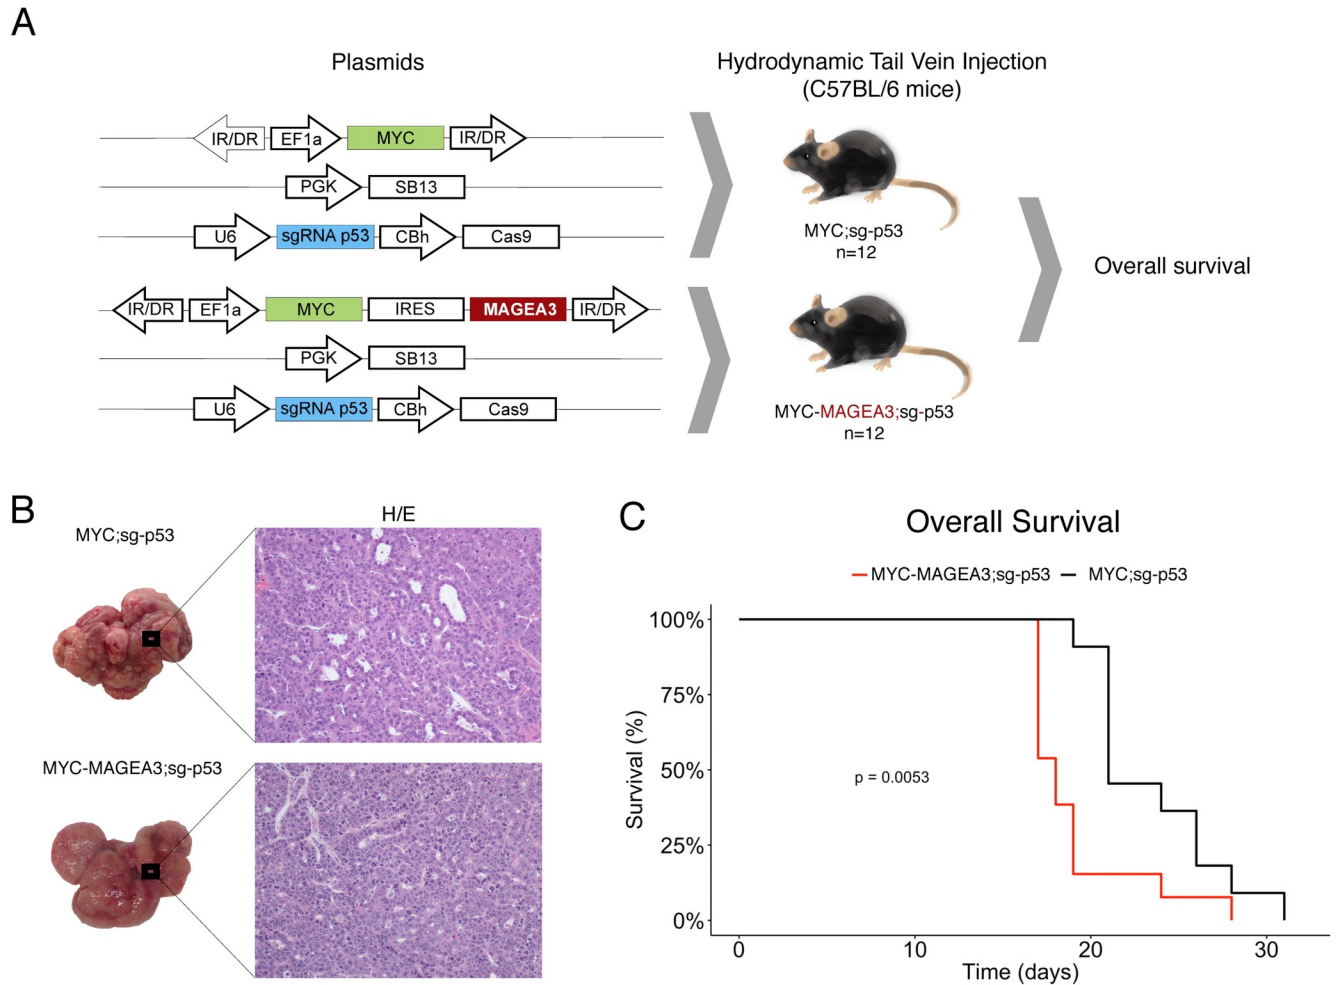 A
Plasmids
Hydrodynamic Tail Vein Injection
(C57BL/6 mice)
IR/DR EF1a MYC IR/DR
PGK SB13
U6 sgRNA p53 CBh Cas9
MYC;sg-p53
n=12
IR/DR EF1a MYC IRES MAGEA3 IR/DR
PGK SB13
U6 sgRNA p53 CBh Cas9
MYC-MAGEA3;sg-p53
n=12
Overall survival
B
H/E
MYC;sg-p53
MYC-MAGEA3;sg-p53
C
Overall Survival
MYC-MAGEA3;sg-p53 MYC;sg-p53
100%
75%
50%
25%
0%
Survival (%)
p = 0.0053
0 10 20 30
Time (days)